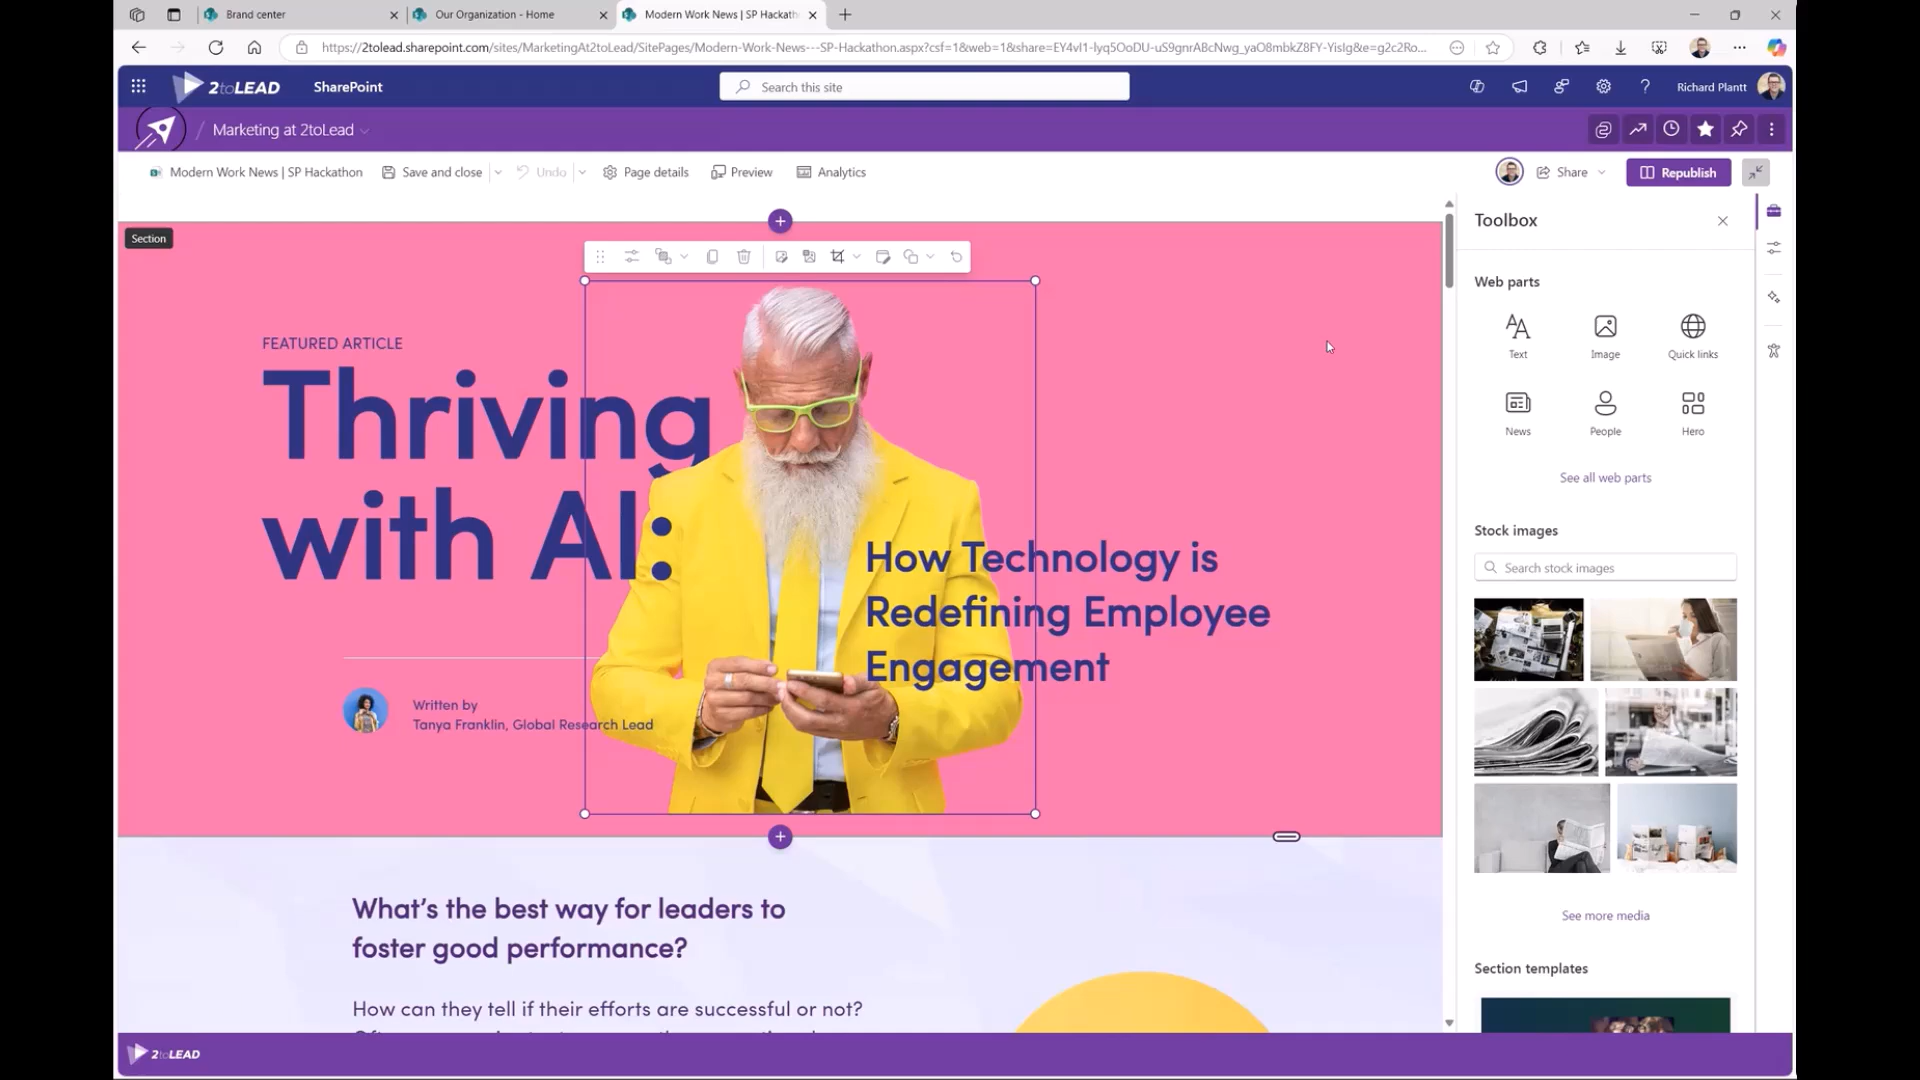 Brand center
Our Organization - Home
Modern Work News | SP Hackath
https://2tolead.sharepoint.com/sites/MarketingAt2toLead/SitePages/Modern-Work-News---SP-Hackathon.aspx?csf=1&web=1&share=EY4vI1-Iyq5OoDU-uS9gnrABcNwg_yaO8mbkZ8FY-YisIg&e=g2c2Ro...
2toLEAD
SharePoint
Search this site
Richard Plantt
Marketing at 2toLead
Modern Work News | SP Hackathon
Save and close
Undo
Page details
Preview
Analytics
Share
Republish
Section
FEATURED ARTICLE
Thriving
with AI:
How Technology is
Redefining Employee
Engagement
Written by
Tanya Franklin, Global Research Lead
What's the best way for leaders to
foster good performance?
How can they tell if their efforts are successful or not?
Toolbox
Web parts
Text
Image
Quick links
News
People
Hero
See all web parts
Stock images
Search stock images
See more media
Section templates
2toLEAD